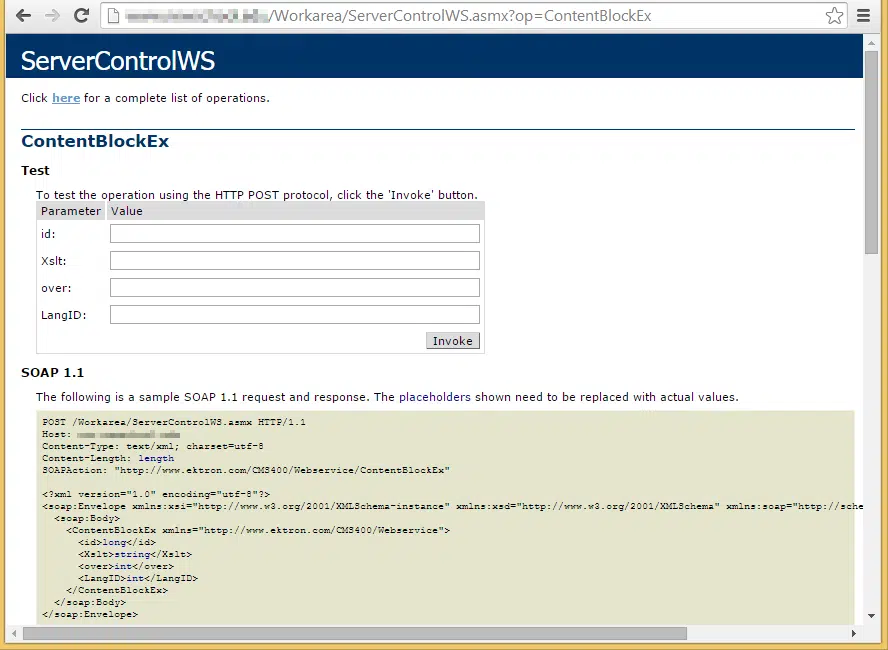 /Workarea/ServerControlWS.asmx?op=ContentBlockEx
ServerControlWS
Click here for a complete list of operations.
ContentBlockEx
Test
To test the operation using the HTTP POST protocol, click the 'Invoke' button.
Parameter Value
id:
Xslt:
over:
LangID:
Invoke
SOAP 1.1
The following is a sample SOAP 1.1 request and response. The placeholders shown need to be replaced with actual values.
POST /Workarea/ServerControlWS.asmx HTTP/1.1
Host:
Content-Type: text/xml; charset=utf-8
Content-Length: length
SOAPAction: "http://www.ektron.com/CMS400/Webservice/ContentBlockEx"
<?xml version="1.0" encoding="utf-8"?>
<soap:Envelope xmlns:xsi="http://www.w3.org/2001/XMLSchema-instance" xmlns:xsd="http://www.w3.org/2001/XMLSchema" xmlns:soap="http://sche
<soap:Body>
<ContentBlockEx xmlns="http://www.ektron.com/CMS400/Webservice">
<id>long</id>
<Xslt>string</Xslt>
<over>int</over>
<LangID>int</LangID>
</ContentBlockEx>
</soap:Body>
</soap:Envelope>